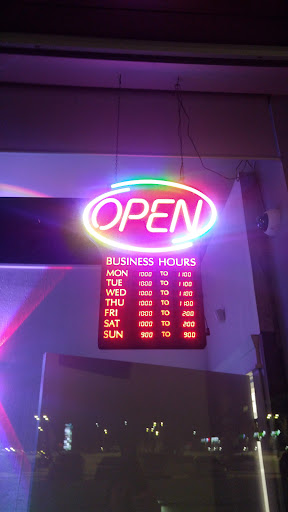 OPEN
BUSINESS HOURS
MON 1000 TO 1100
TUE 1000 TO 1100
WED 1000 TO 1100
THU 1000 TO 1100
FRI 1000 TO 200
SAT 1000 TO 200
SUN 900 TO 900